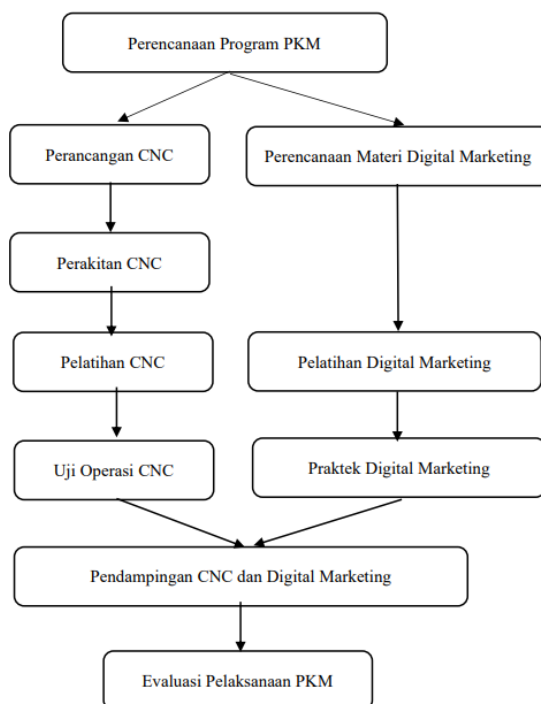 Perencanaan Program PKM
Perancangan CNC
Perencanaan Materi Digital Marketing
Perakitan CNC
Pelatihan CNC
Pelatihan Digital Marketing
Uji Operasi CNC
Praktek Digital Marketing
Pendampingan CNC dan Digital Marketing
Evaluasi Pelaksanaan PKM